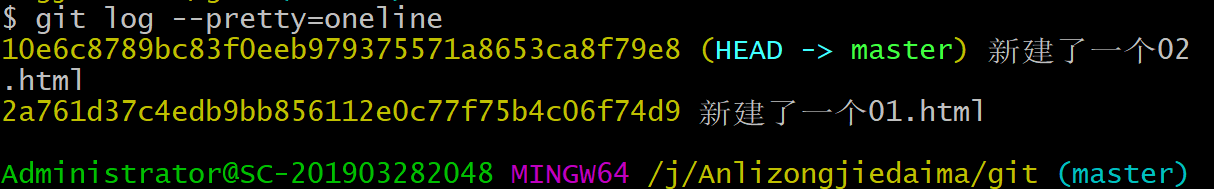 $ git log --pretty=oneline
10e6c8789bc83f0eeb979375571a8653ca8f79e8 (HEAD -> master) 新建了一个02
.html
2a761d37c4edb9bb856112e0c77f75b4c06f74d9 新建了一个01.html
Administrator@SC-201903282048 MINGW64 /j/Anlizongjiedaima/git (master)